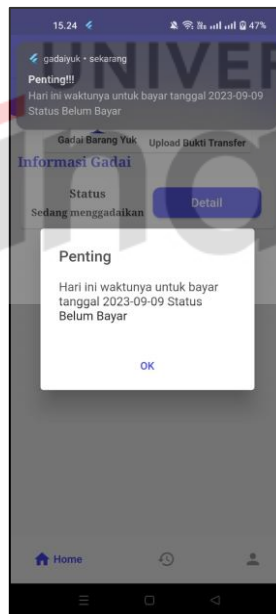 15.24
47%
gadaiyuk • sekarang
Penting!!!
Hari ini waktunya untuk bayar tanggal 2023-09-09
Status Belum Bayar
Gadai Barang Yuk
Upload Bukti Transfer
Informasi Gadai
Status
Sedang menggadaikan
Detail
Penting
Hari ini waktunya untuk bayar
tanggal 2023-09-09 Status
Belum Bayar
OK
Home